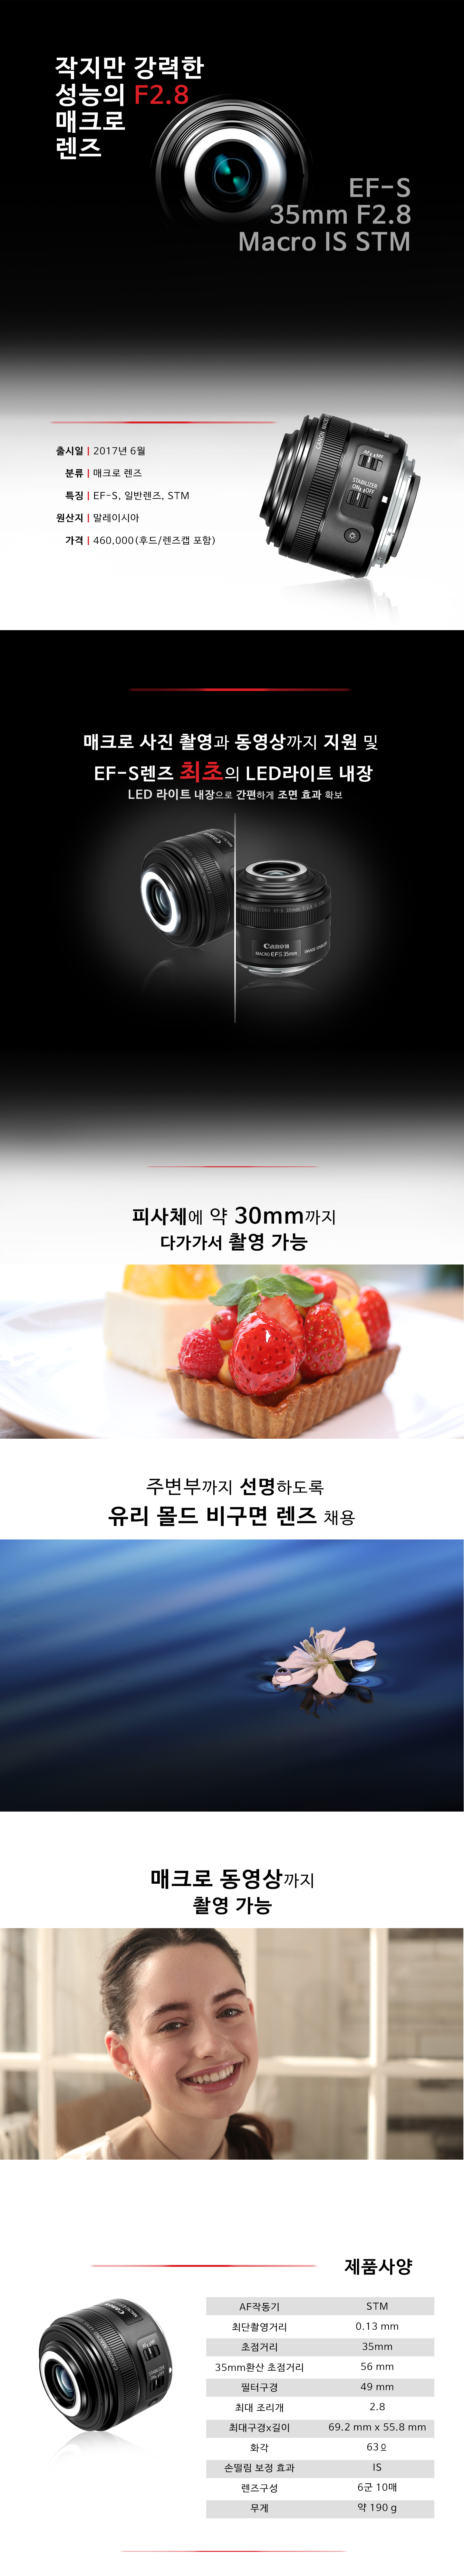 작지만 강력한
성능의 F2.8
매크로
렌즈
EF-S
35mm F2.8
Macro IS STM
출시일 | 2017년 6월
분류 | 매크로 렌즈
특징 | EF-S, 일반렌즈, STM
원산지 | 말레이시아
가격 | 460,000(후드/렌즈캡 포함)
AF MF
STABILIZER
ON OFF
매크로 사진 촬영과 동영상까지 지원 및
EF-S렌즈 최초의 LED라이트 내장
LED 라이트 내장으로 간편하게 조면 효과 확보
Canon
MACRO EFS 35mm
IMAGE STABILIZER
피사체에 약 30mm까지
다가가서 촬영 가능
주변부까지 선명하도록
유리 몰드 비구면 렌즈 채용
매크로 동영상까지
촬영 가능
제품사양
AF작동기 STM
최단촬영거리 0.13 mm
초점거리 35mm
35mm환산 초점거리 56 mm
필터구경 49 mm
최대 조리개 2.8
최대구경x길이 69.2 mm x 55.8 mm
화각 63º
손떨림 보정 효과 IS
렌즈구성 6군 10매
무게 약 190 g